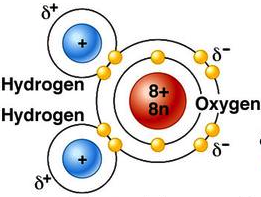 δ+
+
δ-
Hydrogen
8+
8n
Oxygen
Hydrogen
+
δ-
δ+